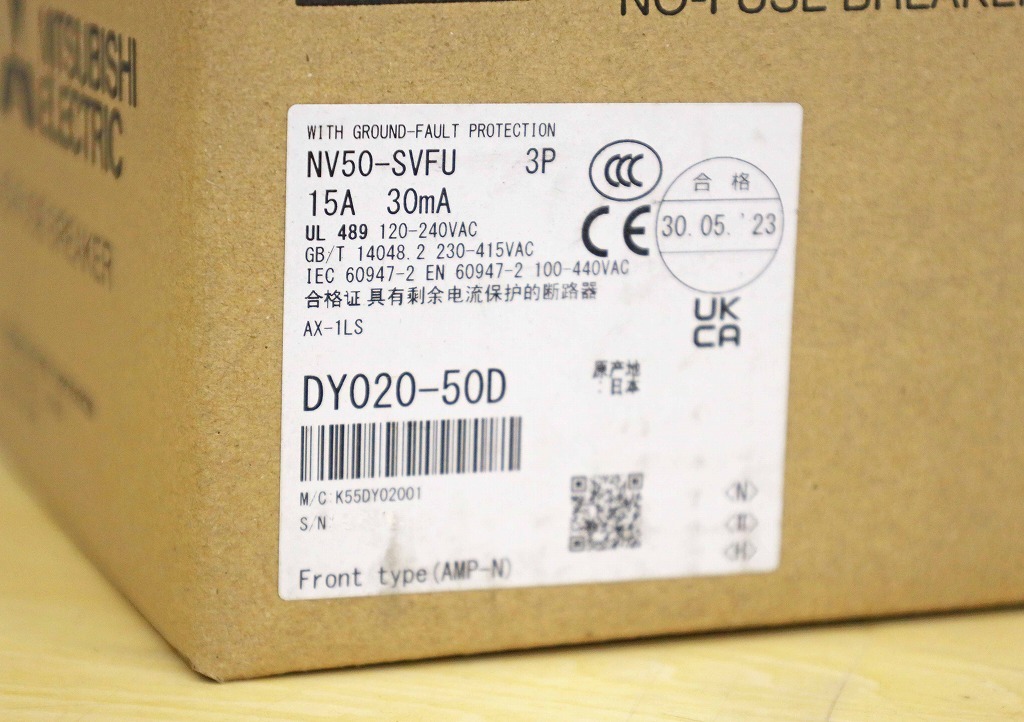 MITSUBISHI
ELECTRIC
BREAKER
NO-FUSE BREAKER
WITH GROUND-FAULT PROTECTION
NV50-SVFU 3P
15A 30mA
UL 489 120-240VAC
GB/T 14048.2 230-415VAC
IEC 60947-2 EN 60947-2 100-440VAC
合格证 具有剩余电流保护的断路器
AX-1LS
CCC
CE
合格
30.05.'23
UK
CA
DY020-50D
原产地
:日本
M/C:K55DY02001
S/N
Front type(AMP-N)
<N>
<H>